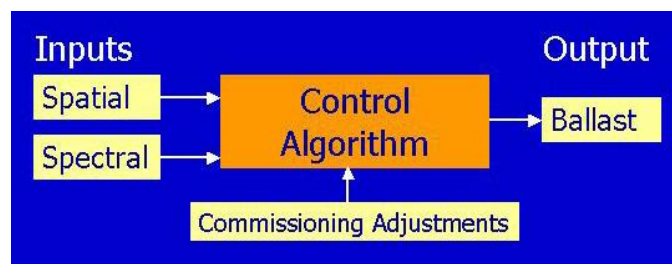 Inputs
Output
Spatial
Spectral
Control
Algorithm
Ballast
Commissioning Adjustments